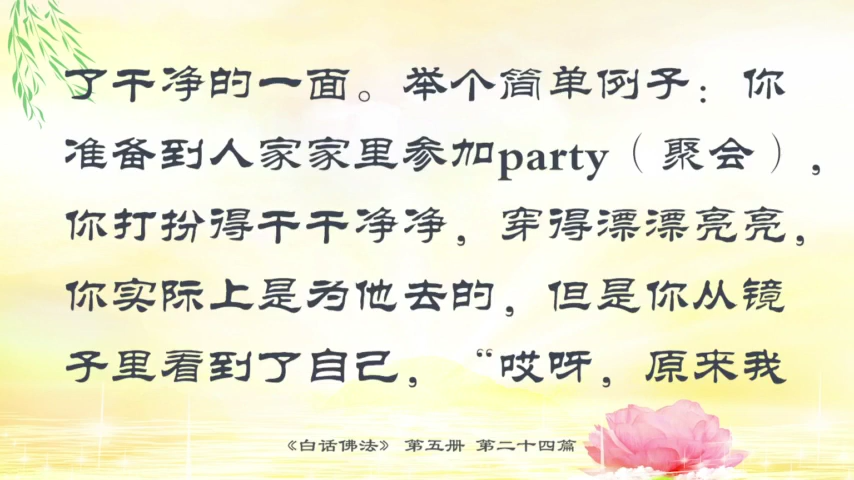 了干净的一面。举个简单例子：你
准备到人家家里参加party（聚会），
你打扮得干干净净，穿得漂漂亮亮，
你实际上是为他去的，但是你从镜
子里看到了自己，“哎呀，原来我
《白话佛法》 第五册 第二十四篇